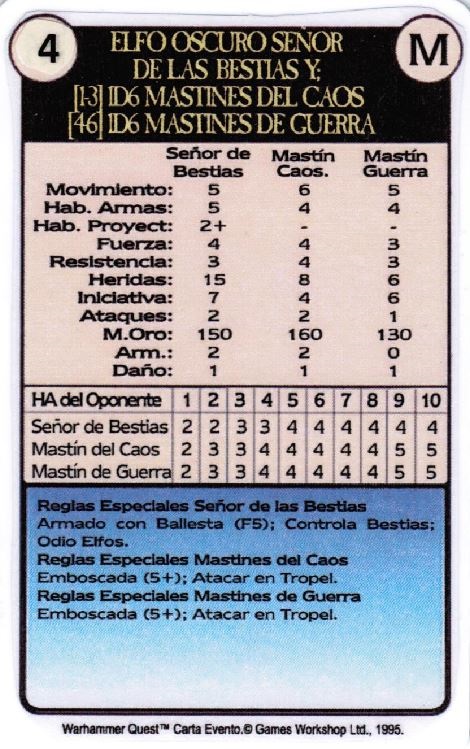 4
M
ELFO OSCURO SEÑOR
DE LAS BESTIAS Y;
[1-3] 1D6 MASTINES DEL CAOS
[4-6] 1D6 MASTINES DE GUERRA
Señor de Bestias Mastín Caos. Mastín Guerra
Movimiento: 5 6 5
Hab. Armas: 5 4 4
Hab. Proyect: 2+ - -
Fuerza: 4 4 3
Resistencia: 3 4 3
Heridas: 15 8 6
Iniciativa: 7 4 6
Ataques: 2 2 1
M.Oro: 150 160 130
Arm.: 2 2 0
Daño: 1 1 1
HA del Oponente 1 2 3 4 5 6 7 8 9 10
Señor de Bestias 2 2 3 3 4 4 4 4 4 4
Mastín del Caos 2 3 3 4 4 4 4 4 5 5
Mastín de Guerra 2 3 3 4 4 4 4 4 5 5
Reglas Especiales Señor de las Bestias
Armado con Ballesta (F5); Controla Bestias;
Odio Elfos.
Reglas Especiales Mastines del Caos
Emboscada (5+); Atacar en Tropel.
Reglas Especiales Mastines de Guerra
Emboscada (5+); Atacar en Tropel.
Warhammer Quest™ Carta Evento.© Games Workshop Ltd., 1995.